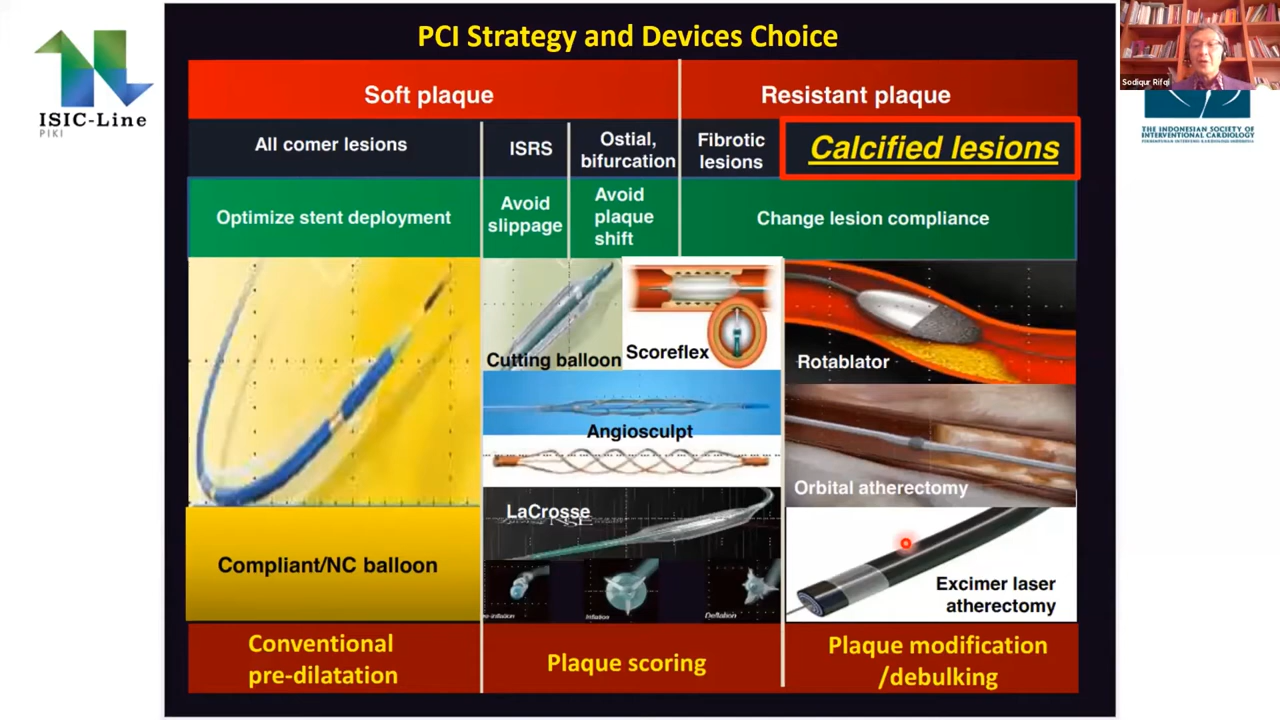 PCI Strategy and Devices Choice
ISIC-Line
PIKI
Sodiqur Rifqi
THE INDONESIAN SOCIETY OF
INTERVENTIONAL CARDIOLOGY
Soft plaque
Resistant plaque
All comer lesions
ISRS
Ostial,
bifurcation
Fibrotic
lesions
Calcified lesions
Optimize stent deployment
Avoid
slippage
Avoid
plaque
shift
Change lesion compliance
Cutting balloon
Scoreflex
Rotablator
Angiosculpt
Orbital atherectomy
LaCrosse
NSE
Compliant/NC balloon
Inflation
Deflation
Excimer laser
atherectomy
Conventional
pre-dilatation
Plaque scoring
Plaque modification
/debulking